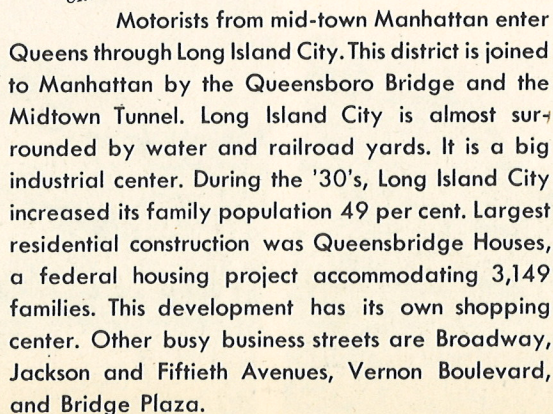 Motorists from mid-town Manhattan enter
Queens through Long Island City. This district is joined
to Manhattan by the Queensboro Bridge and the
Midtown Tunnel. Long Island City is almost sur-
rounded by water and railroad yards. It is a big
industrial center. During the '30's, Long Island City
increased its family population 49 per cent. Largest
residential construction was Queensbridge Houses,
a federal housing project accommodating 3,149
families. This development has its own shopping
center. Other busy business streets are Broadway,
Jackson and Fiftieth Avenues, Vernon Boulevard,
and Bridge Plaza.